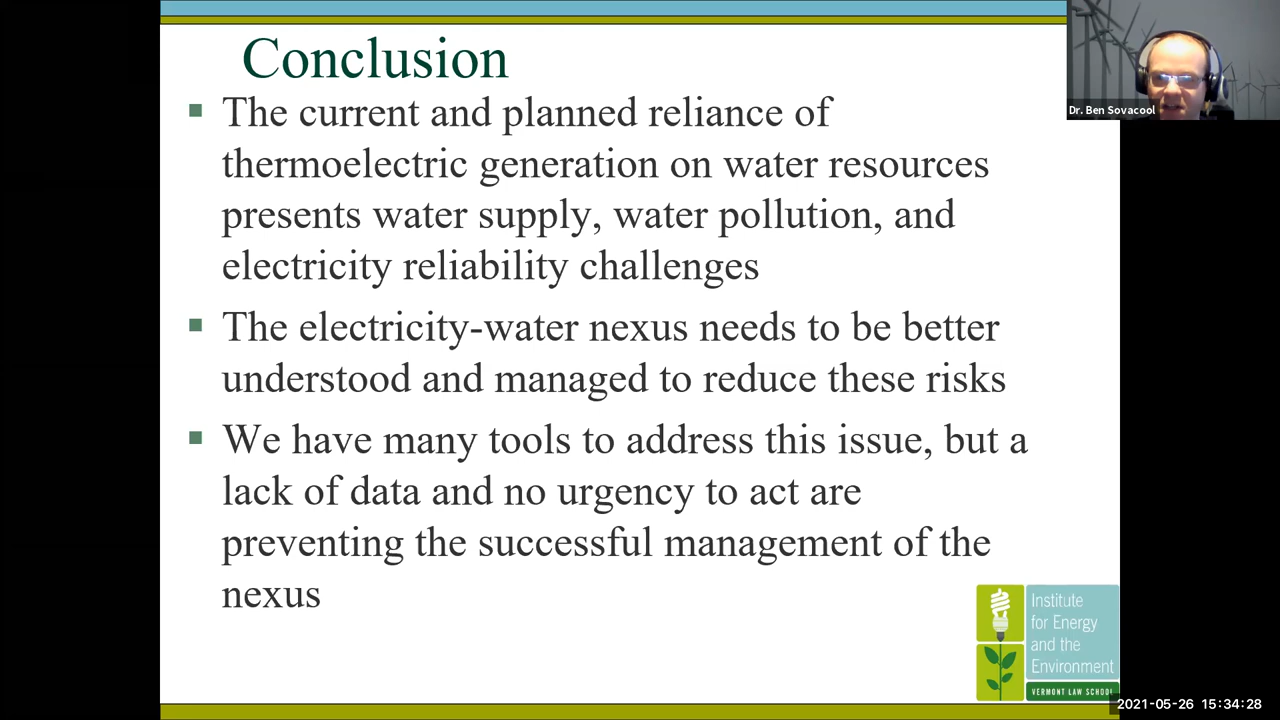 Conclusion
The current and planned reliance of
thermoelectric generation on water resources
presents water supply, water pollution, and
electricity reliability challenges
The electricity-water nexus needs to be better
understood and managed to reduce these risks
We have many tools to address this issue, but a
lack of data and no urgency to act are
preventing the successful management of the
nexus
Dr. Ben Sovacool
Institute
for Energy
and the
Environment
VERMONT LAW SCHOOL
2021-05-26 15:34:28